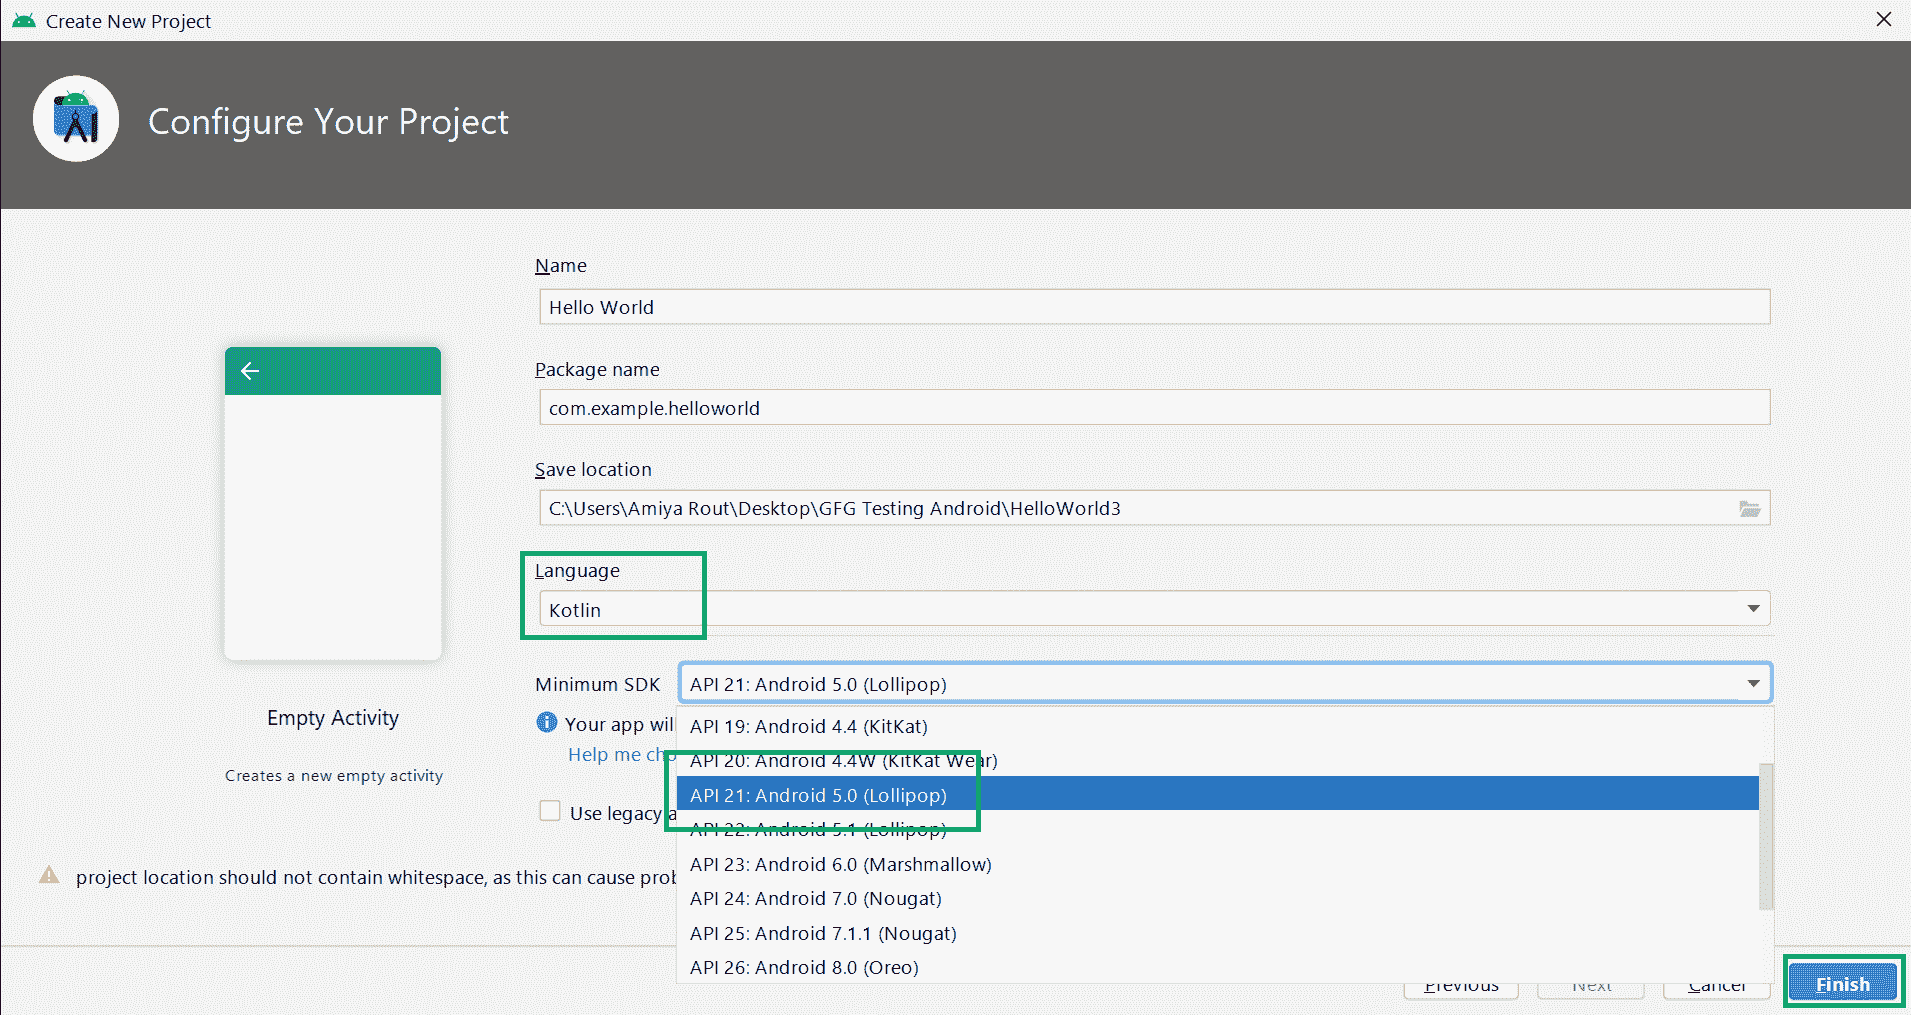 Create New Project
Configure Your Project
Name
Hello World
Package name
com.example.helloworld
Save location
C:\Users\Amiya Rout\Desktop\GFG Testing Android\HelloWorld3
Language
Kotlin
Minimum SDK
API 21: Android 5.0 (Lollipop)
Your app wil
Help me cho
API 19: Android 4.4 (KitKat)
API 20: Android 4.4W (KitKat Wear)
API 21: Android 5.0 (Lollipop)
API 22: Android 5.1 (Lollipop)
API 23: Android 6.0 (Marshmallow)
API 24: Android 7.0 (Nougat)
API 25: Android 7.1.1 (Nougat)
API 26: Android 8.0 (Oreo)
Use legacy a
Empty Activity
Creates a new empty activity
project location should not contain whitespace, as this can cause prob
Previous
Next
Cancel
Finish